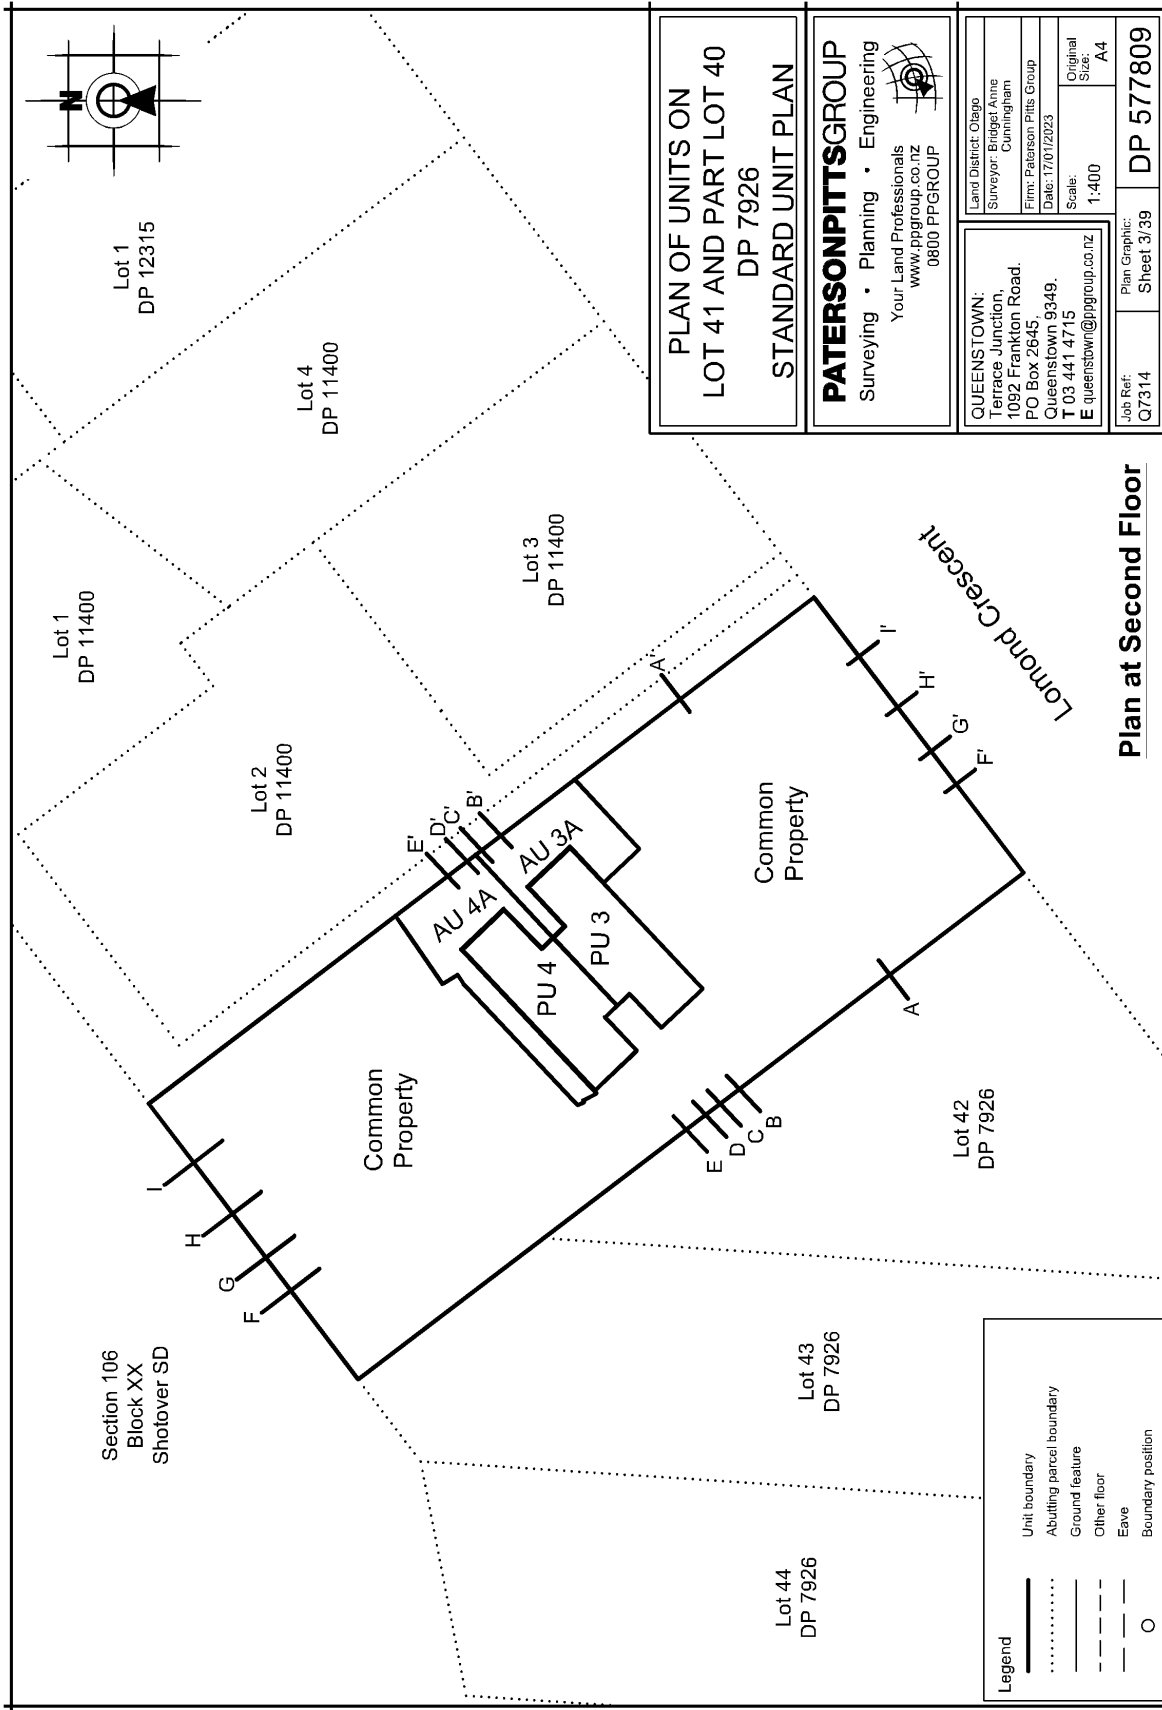 N
Lot 1
DP 12315
Lot 4
DP 11400
Lot 1
DP 11400
Lot 3
DP 11400
Lot 2
DP 11400
Section 106
Block XX
Shotover SD
Lot 44
DP 7926
Lot 43
DP 7926
Lot 42
DP 7926
Common
Property
Common
Property
AU 4A
AU 3A
PU 4
PU 3
F
G
H
I
E'
D'
C'
B'
A'
E
D
C
B
A
F'
G'
H'
I'
Lomond Crescent
Plan at Second Floor
Legend
Unit boundary
Abutting parcel boundary
Ground feature
Other floor
Eave
Boundary position
PLAN OF UNITS ON
LOT 41 AND PART LOT 40
DP 7926
STANDARD UNIT PLAN
PATERSONPITTSGROUP
Surveying • Planning • Engineering
Your Land Professionals
www.ppgroup.co.nz
0800 PPGROUP
QUEENSTOWN:
Terrace Junction,
1092 Frankton Road.
PO Box 2645,
Queenstown 9349.
T 03 441 4715
E queenstown@ppgroup.co.nz
Land District: Otago
Surveyor: Bridget Anne
Cunningham
Firm: Paterson Pitts Group
Date: 17/01/2023
Scale:
1:400
Original
Size:
A4
Job Ref:
Q7314
Plan Graphic:
Sheet 3/39
DP 577809